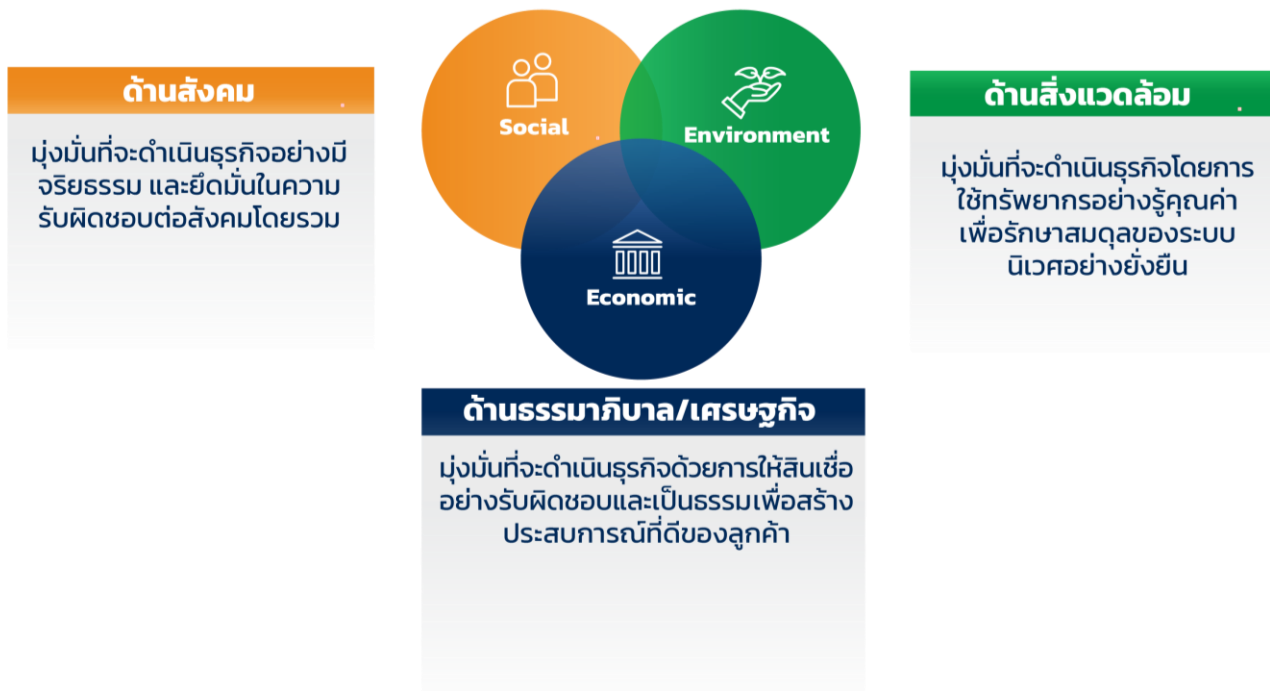 Social
Environment
Economic
ด้านสังคม
มุ่งมั่นที่จะดำเนินธุรกิจอย่างมี
จริยธรรม และยึดมั่นในความ
รับผิดชอบต่อสังคมโดยรวม
ด้านสิ่งแวดล้อม
มุ่งมั่นที่จะดำเนินธุรกิจโดยการ
ใช้ทรัพยากรอย่างรู้คุณค่า
เพื่อรักษาสมดุลของระบบ
นิเวศอย่างยั่งยืน
ด้านธรรมาภิบาล/เศรษฐกิจ
มุ่งมั่นที่จะดำเนินธุรกิจด้วยการให้สินเชื่อ
อย่างรับผิดชอบและเป็นธรรมเพื่อสร้าง
ประสบการณ์ที่ดีของลูกค้า